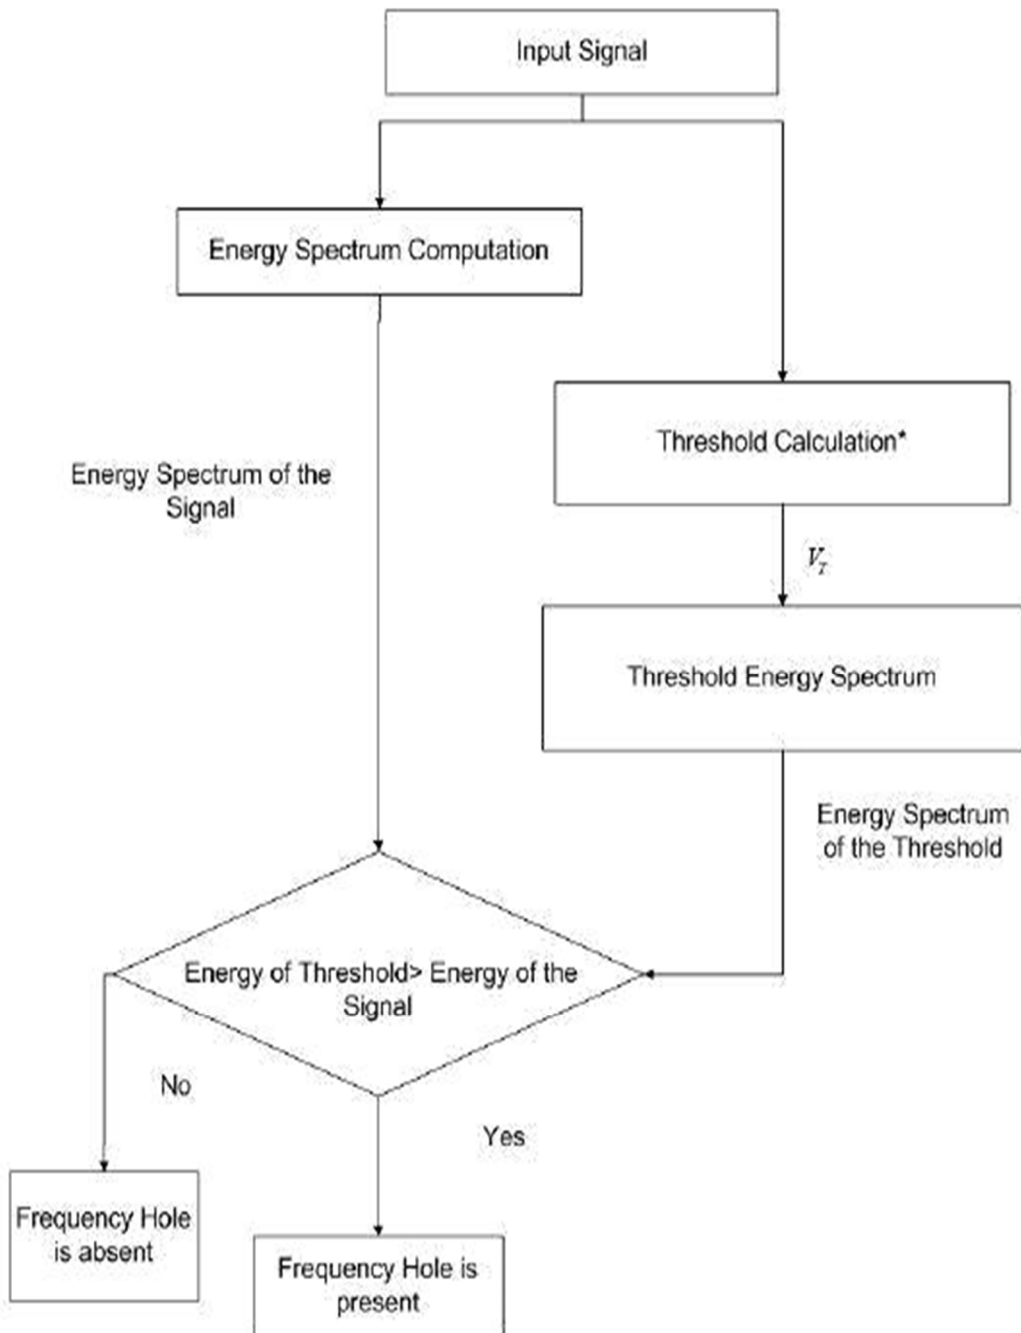 Input Signal
Energy Spectrum Computation
Threshold Calculation*
Energy Spectrum of the
Signal
V_T
Threshold Energy Spectrum
Energy Spectrum
of the Threshold
Energy of Threshold> Energy of the
Signal
No
Yes
Frequency Hole
is absent
Frequency Hole is
present